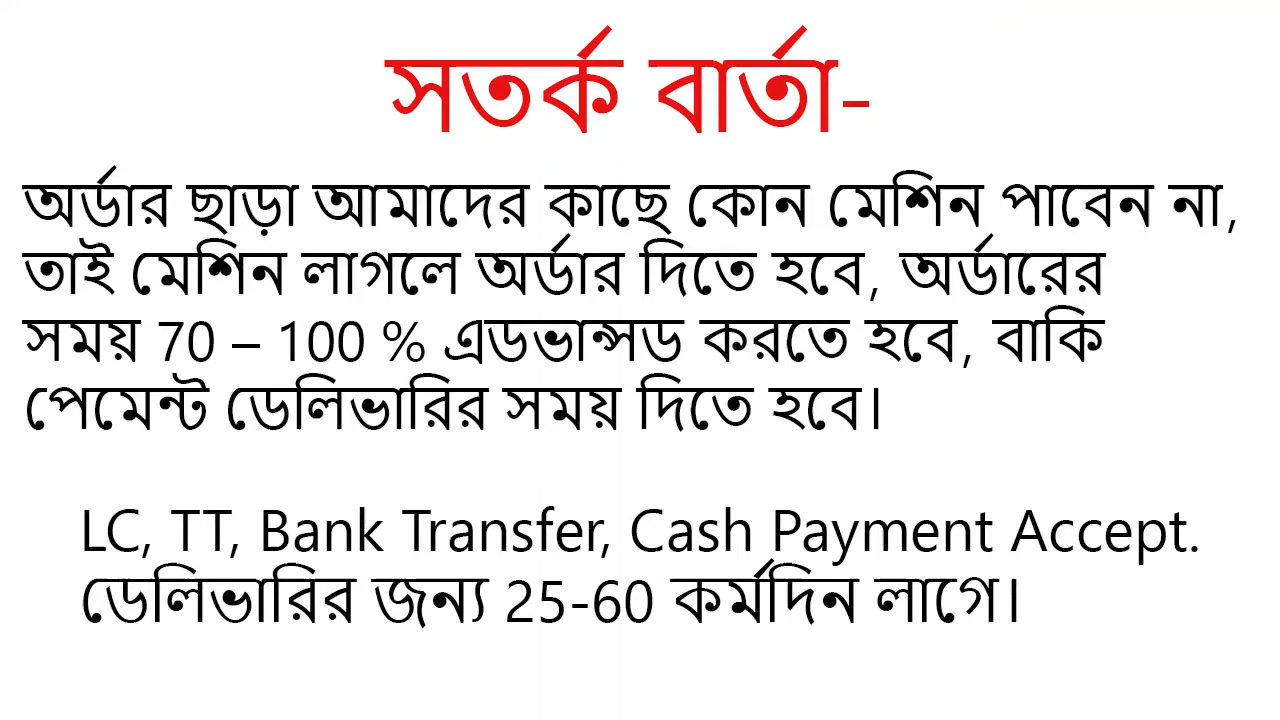 সতর্ক বার্তা-
অর্ডার ছাড়া আমাদের কাছে কোন মেশিন পাবেন না,
তাই মেশিন লাগলে অর্ডার দিতে হবে, অর্ডারের
সময় 70 – 100 % এডভান্সড করতে হবে, বাকি
পেমেন্ট ডেলিভারির সময় দিতে হবে।
LC, TT, Bank Transfer, Cash Payment Accept.
ডেলিভারির জন্য 25-60 কর্মদিন লাগে।